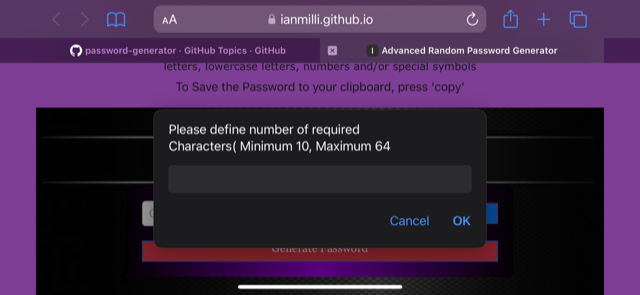 AA
ianmilli.github.io
password-generator · GitHub Topics · GitHub
I
Advanced Random Password Generator
letters, lowercase letters, numbers and/or special symbols
To Save the Password to your clipboard, press 'copy'
Please define number of required
Characters( Minimum 10, Maximum 64
Cancel
OK
Generate Password